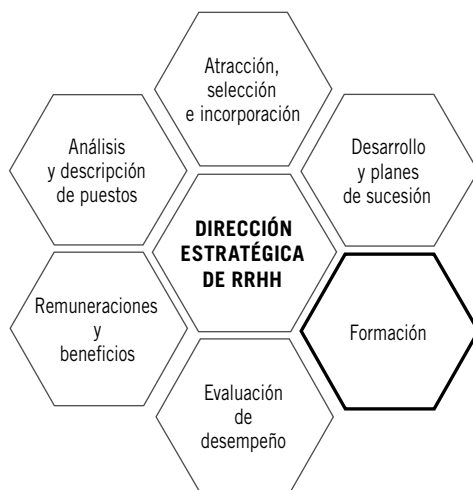 Atracción,
selección
e incorporación
Análisis
y descripción
de puestos
Desarrollo
y planes
de sucesión
DIRECCIÓN
ESTRATÉGICA
DE RRHH
Remuneraciones
y
beneficios
Formación
Evaluación
de
desempeño